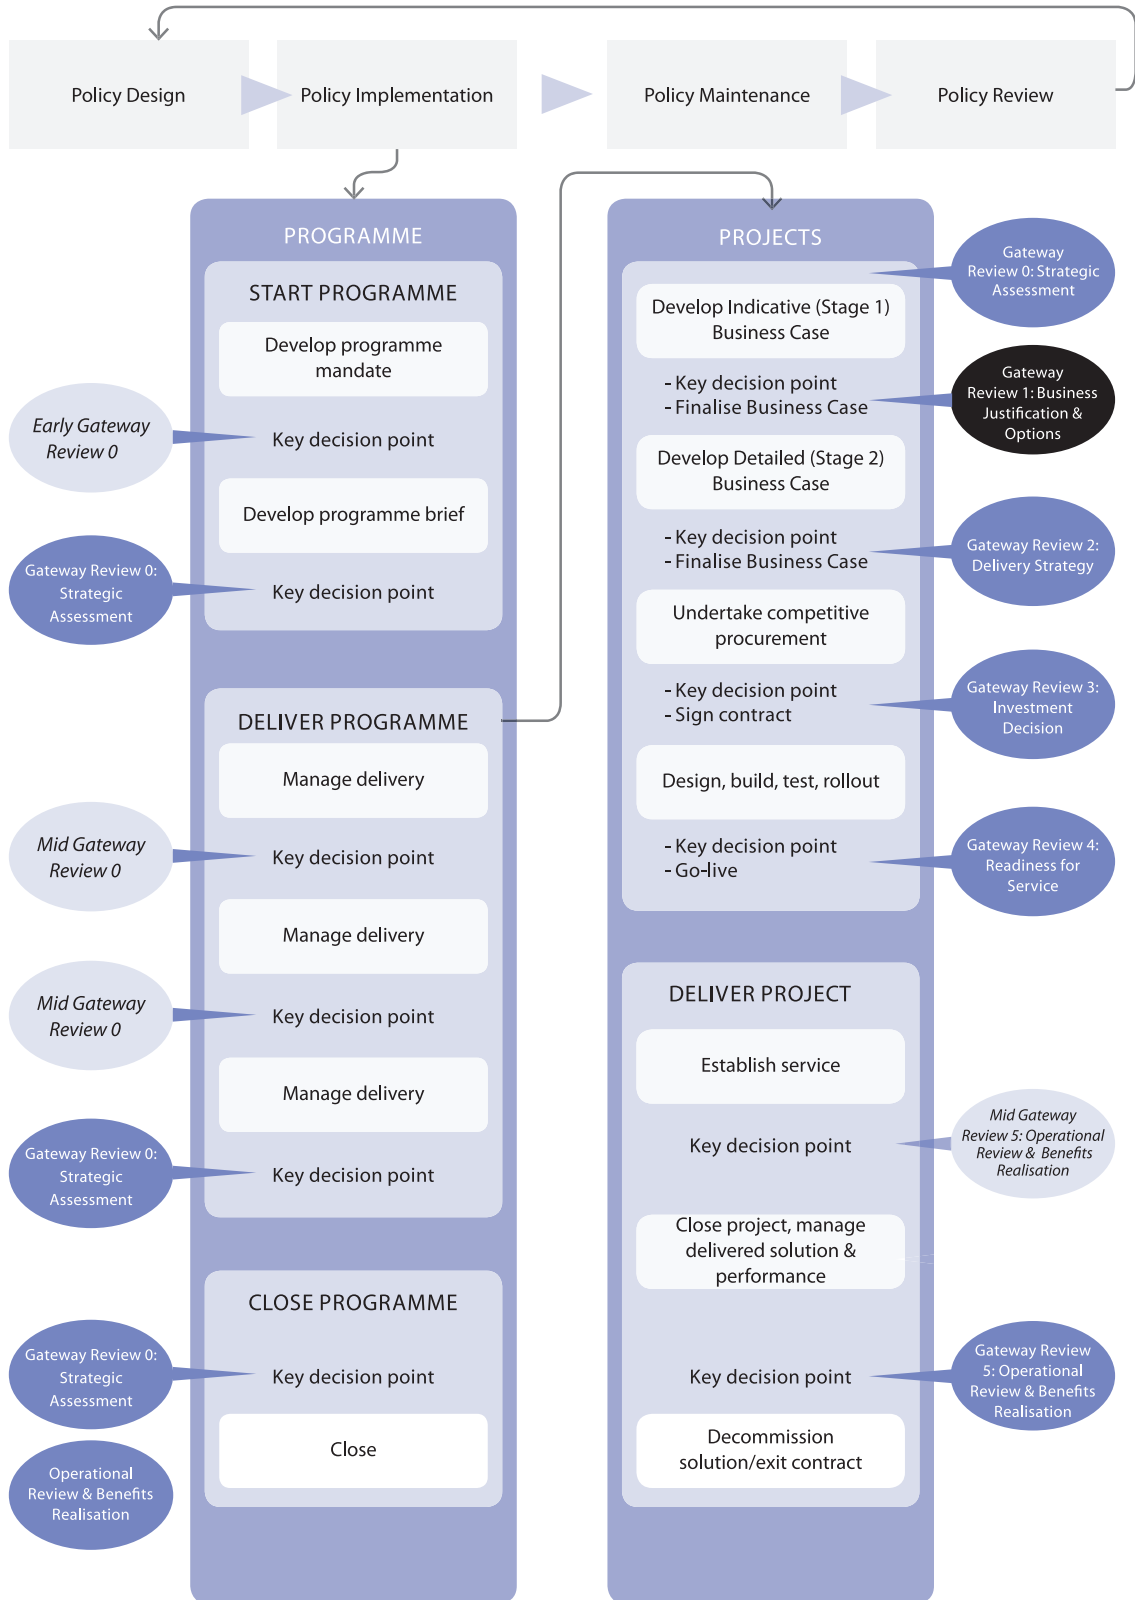 Policy Design
Policy Implementation
Policy Maintenance
Policy Review
PROGRAMME
START PROGRAMME
Develop programme
mandate
Early Gateway
Review 0
Key decision point
Develop programme brief
Gateway Review 0:
Strategic
Assessment
Key decision point
DELIVER PROGRAMME
Manage delivery
Mid Gateway
Review 0
Key decision point
Manage delivery
Mid Gateway
Review 0
Key decision point
Manage delivery
Gateway Review 0:
Strategic
Assessment
Key decision point
CLOSE PROGRAMME
Gateway Review 0:
Strategic
Assessment
Key decision point
Close
Operational
Review & Benefits
Realisation
PROJECTS
Gateway
Review 0: Strategic
Assessment
Develop Indicative (Stage 1)
Business Case
- Key decision point
- Finalise Business Case
Gateway
Review 1: Business
Justification &
Options
Develop Detailed (Stage 2)
Business Case
- Key decision point
- Finalise Business Case
Gateway Review 2:
Delivery Strategy
Undertake competitive
procurement
- Key decision point
- Sign contract
Gateway Review 3:
Investment
Decision
Design, build, test, rollout
- Key decision point
- Go-live
Gateway Review 4:
Readiness for
Service
DELIVER PROJECT
Establish service
Key decision point
Mid Gateway
Review 5: Operational
Review & Benefits
Realisation
Close project, manage
delivered solution &
performance
Key decision point
Gateway Review
5: Operational
Review & Benefits
Realisation
Decommission
solution/exit contract